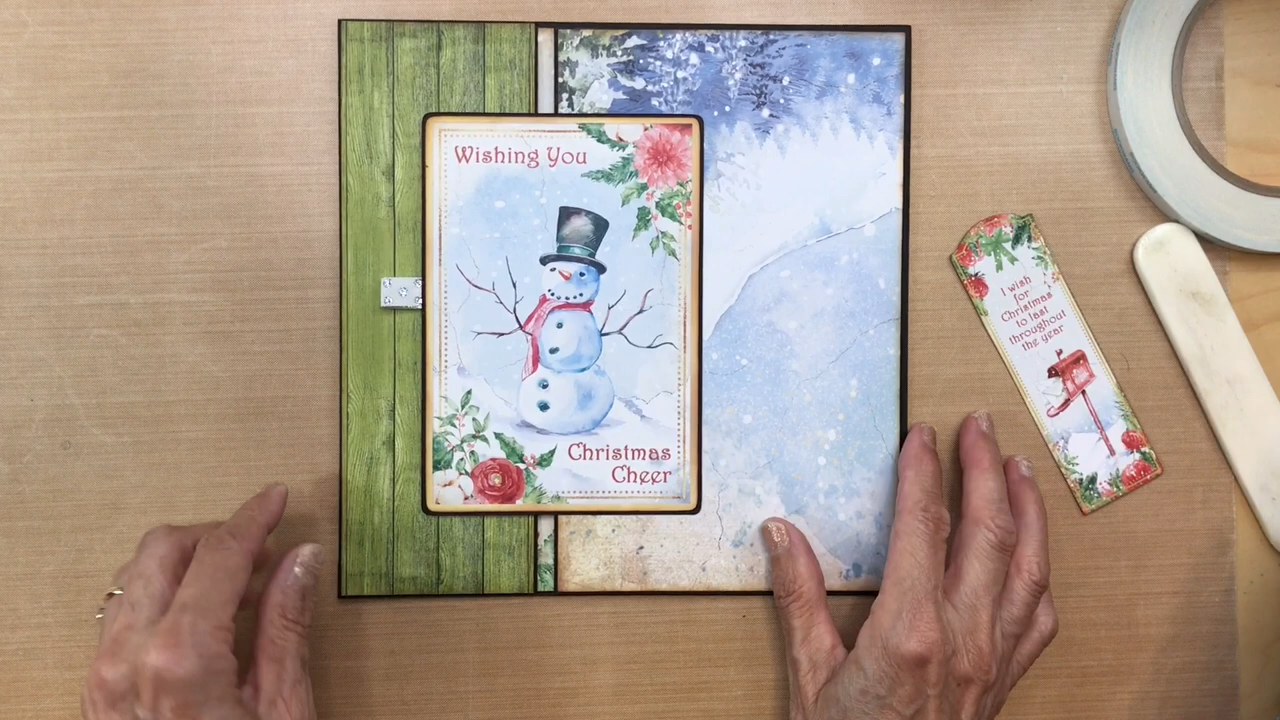 Wishing You
Christmas
Cheer
I wish
for
Christmas
to last
throughout
the year